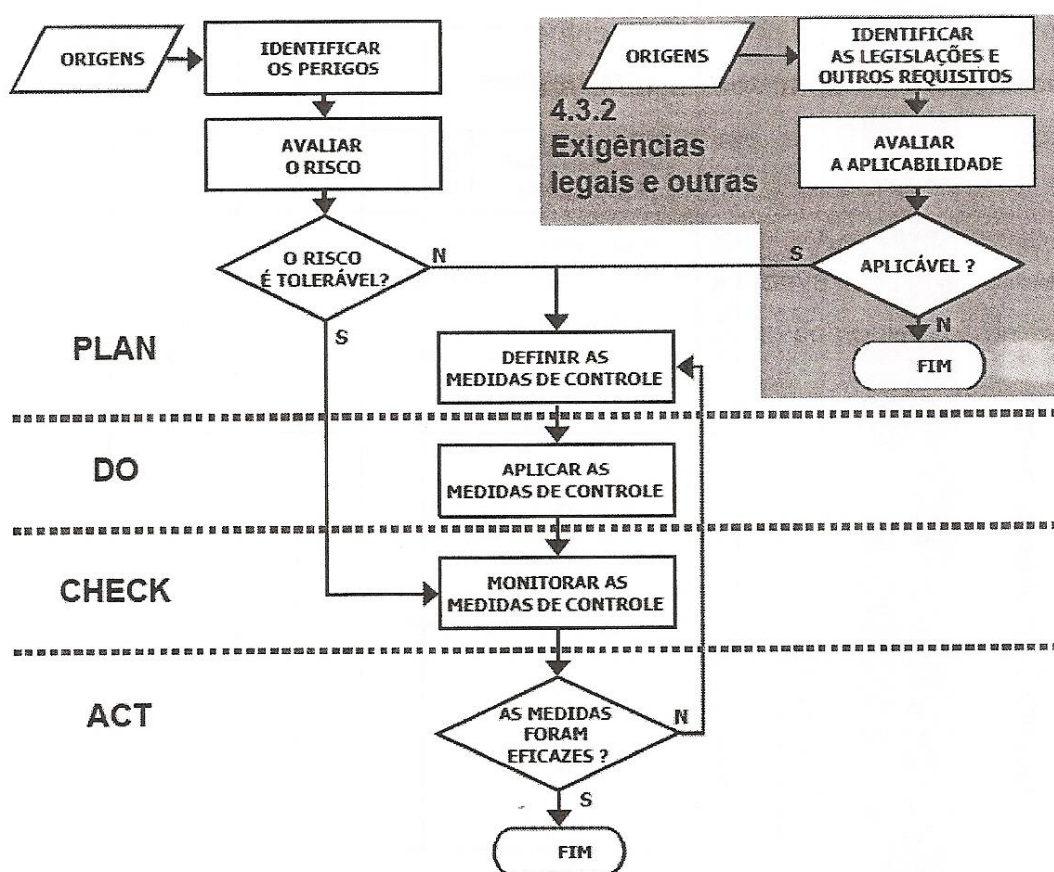 ORIGENS
IDENTIFICAR
OS PERIGOS
AVALIAR
O RISCO
O RISCO
É TOLERÁVEL?
N
S
ORIGENS
IDENTIFICAR
AS LEGISLAÇÕES E
OUTROS REQUISITOS
4.3.2
Exigências
legais e outras
AVALIAR
A APLICABILIDADE
S
APLICÁVEL ?
N
FIM
PLAN
DEFINIR AS
MEDIDAS DE CONTROLE
DO
APLICAR AS
MEDIDAS DE CONTROLE
CHECK
MONITORAR AS
MEDIDAS DE CONTROLE
ACT
AS MEDIDAS
FORAM
EFICAZES ?
N
S
FIM